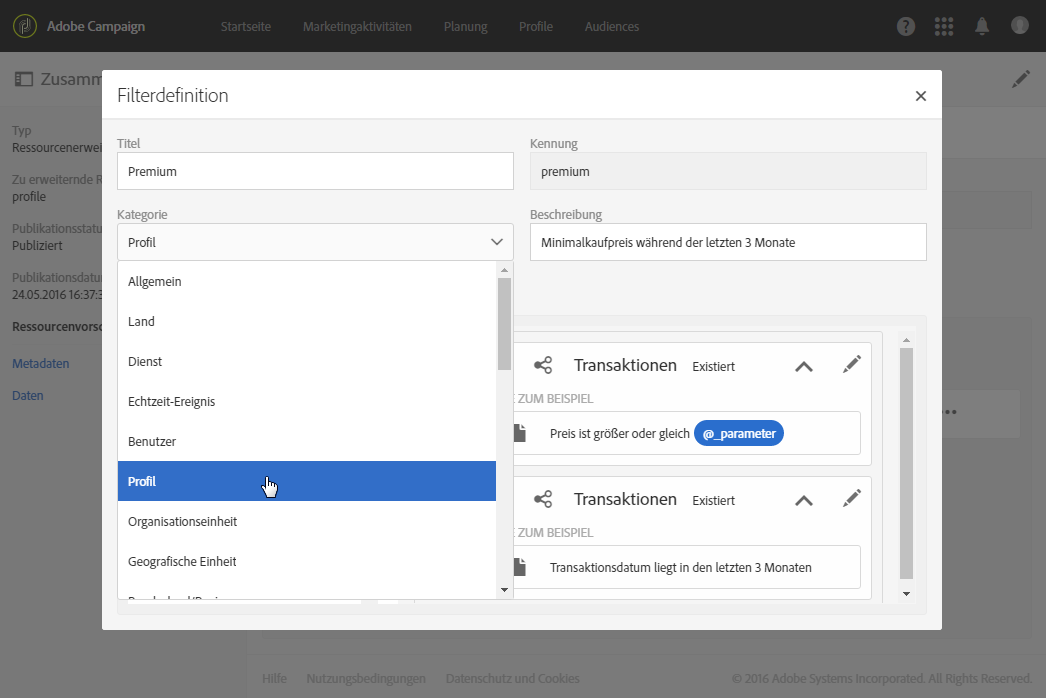 Adobe Campaign
Startseite
Marketingaktivitäten
Planung
Profile
Audiences
Zusamm
Filterdefinition
Typ
Ressourcenerwei
Zu erweiternde R
profile
Publikationsstatu
Publiziert
Publikationsdatu
24.05.2016 16:37:3
Ressourcenvorsc
Metadaten
Daten
Titel
Premium
Kennung
premium
Kategorie
Profil
Beschreibung
Minimalkaufpreis während der letzten 3 Monate
Allgemein
Land
Dienst
Echtzeit-Ereignis
Benutzer
Profil
Organisationseinheit
Geografische Einheit
Transaktionen Existiert
E ZUM BEISPIEL
Preis ist größer oder gleich @_parameter
Transaktionen Existiert
E ZUM BEISPIEL
Transaktionsdatum liegt in den letzten 3 Monaten
Hilfe
Nutzungsbedingungen
Datenschutz und Cookies
© 2016 Adobe Systems Incorporated. All Rights Reserved.